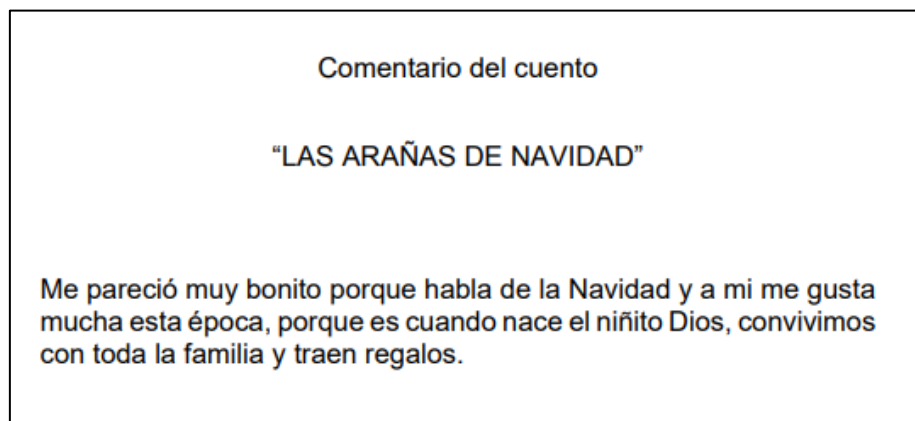 Comentario del cuento
“LAS ARAÑAS DE NAVIDAD”
Me pareció muy bonito porque habla de la Navidad y a mi me gusta
mucha esta época, porque es cuando nace el niñito Dios, convivimos
con toda la familia y traen regalos.